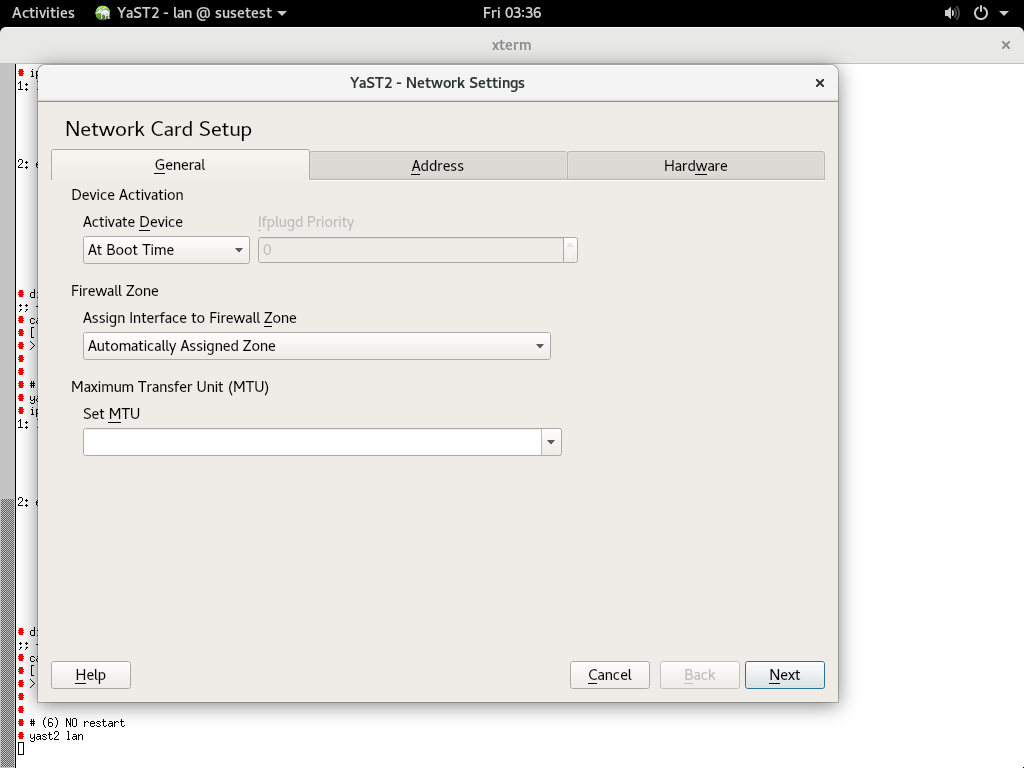 Activities YaST2 - lan @ susetest Fri 03:36
xterm
YaST2 - Network Settings
Network Card Setup
General Address Hardware
Device Activation
Activate Device Ifplugd Priority
At Boot Time 0
Firewall Zone
Assign Interface to Firewall Zone
Automatically Assigned Zone
Maximum Transfer Unit (MTU)
Set MTU
Help Cancel Back Next
1:
2:
;;
# [
# >
# #
1:
2:
;;
# [
# >
# # (6) NO restart
# yast2 lan